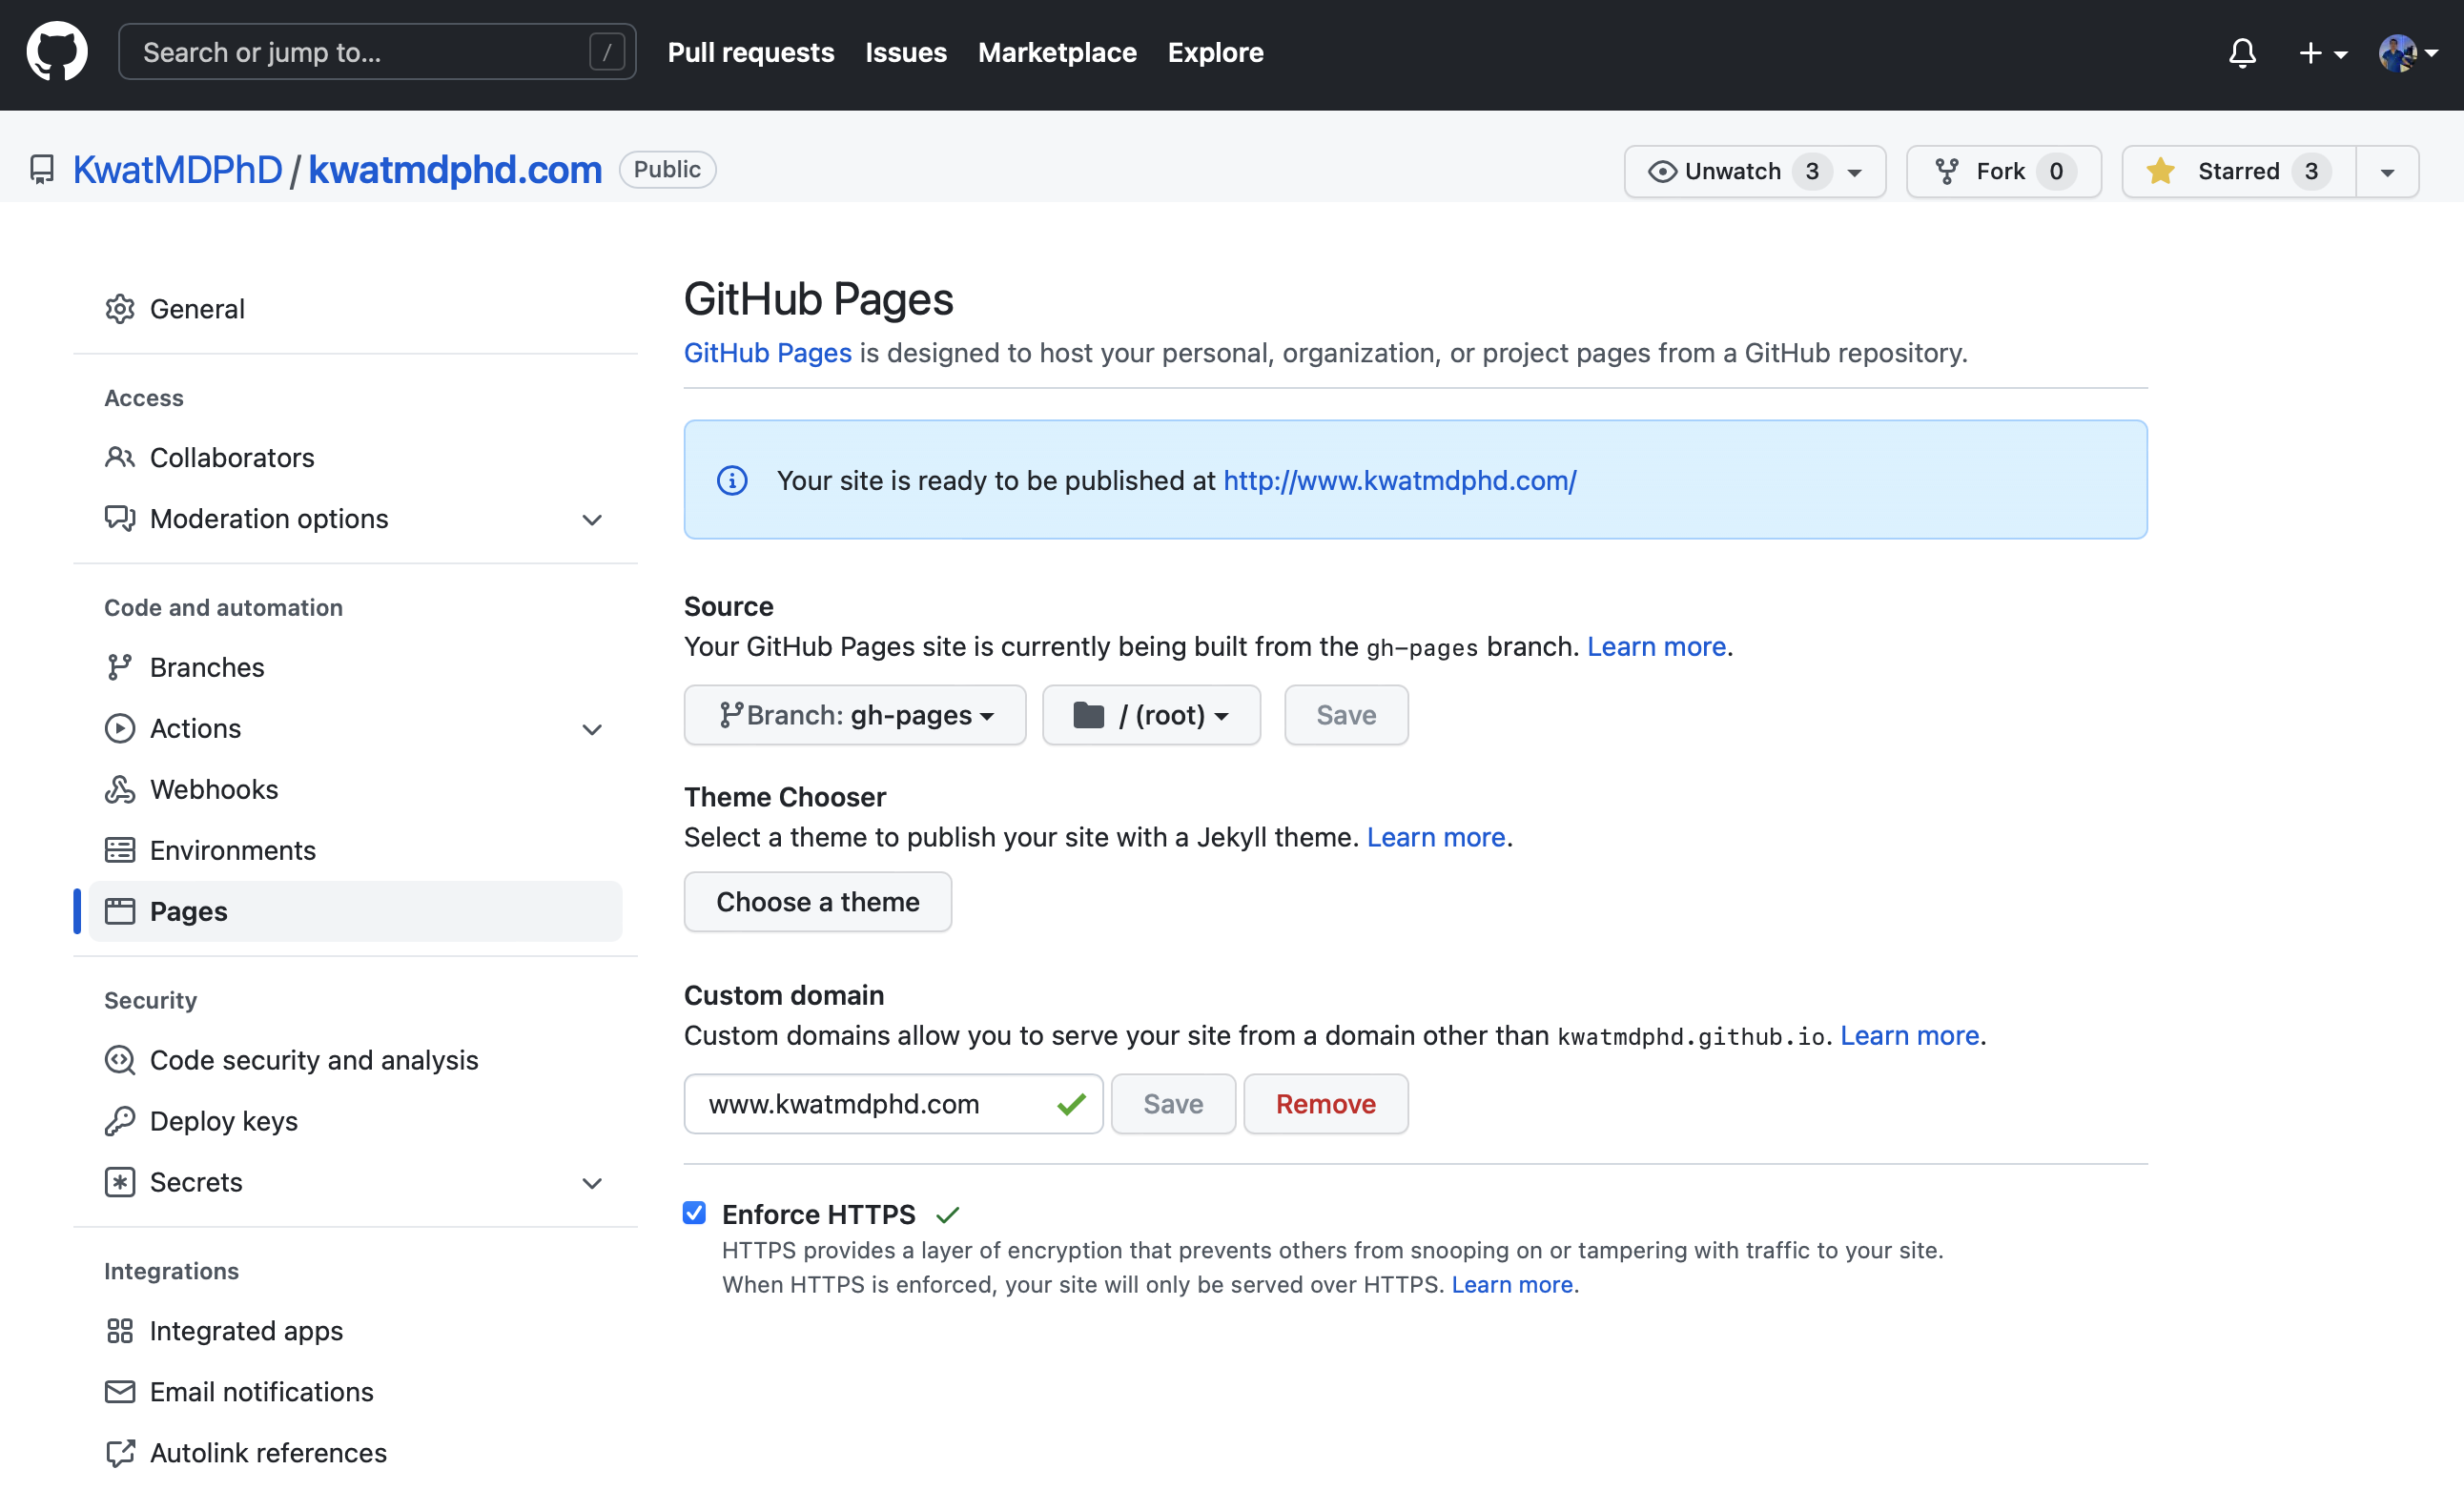 Search or jump to... /
Pull requests Issues Marketplace Explore
KwatMDPhD / kwatmdphd.com Public
Unwatch 3 Fork 0 Starred 3
General
Access
Collaborators
Moderation options
Code and automation
Branches
Actions
Webhooks
Environments
Pages
Security
Code security and analysis
Deploy keys
Secrets
Integrations
Integrated apps
Email notifications
Autolink references
GitHub Pages
GitHub Pages is designed to host your personal, organization, or project pages from a GitHub repository.
Your site is ready to be published at http://www.kwatmdphd.com/
Source
Your GitHub Pages site is currently being built from the gh-pages branch. Learn more.
Branch: gh-pages / (root) Save
Theme Chooser
Select a theme to publish your site with a Jekyll theme. Learn more.
Choose a theme
Custom domain
Custom domains allow you to serve your site from a domain other than kwatmdphd.github.io. Learn more.
www.kwatmdphd.com Save Remove
Enforce HTTPS
HTTPS provides a layer of encryption that prevents others from snooping on or tampering with traffic to your site.
When HTTPS is enforced, your site will only be served over HTTPS. Learn more.